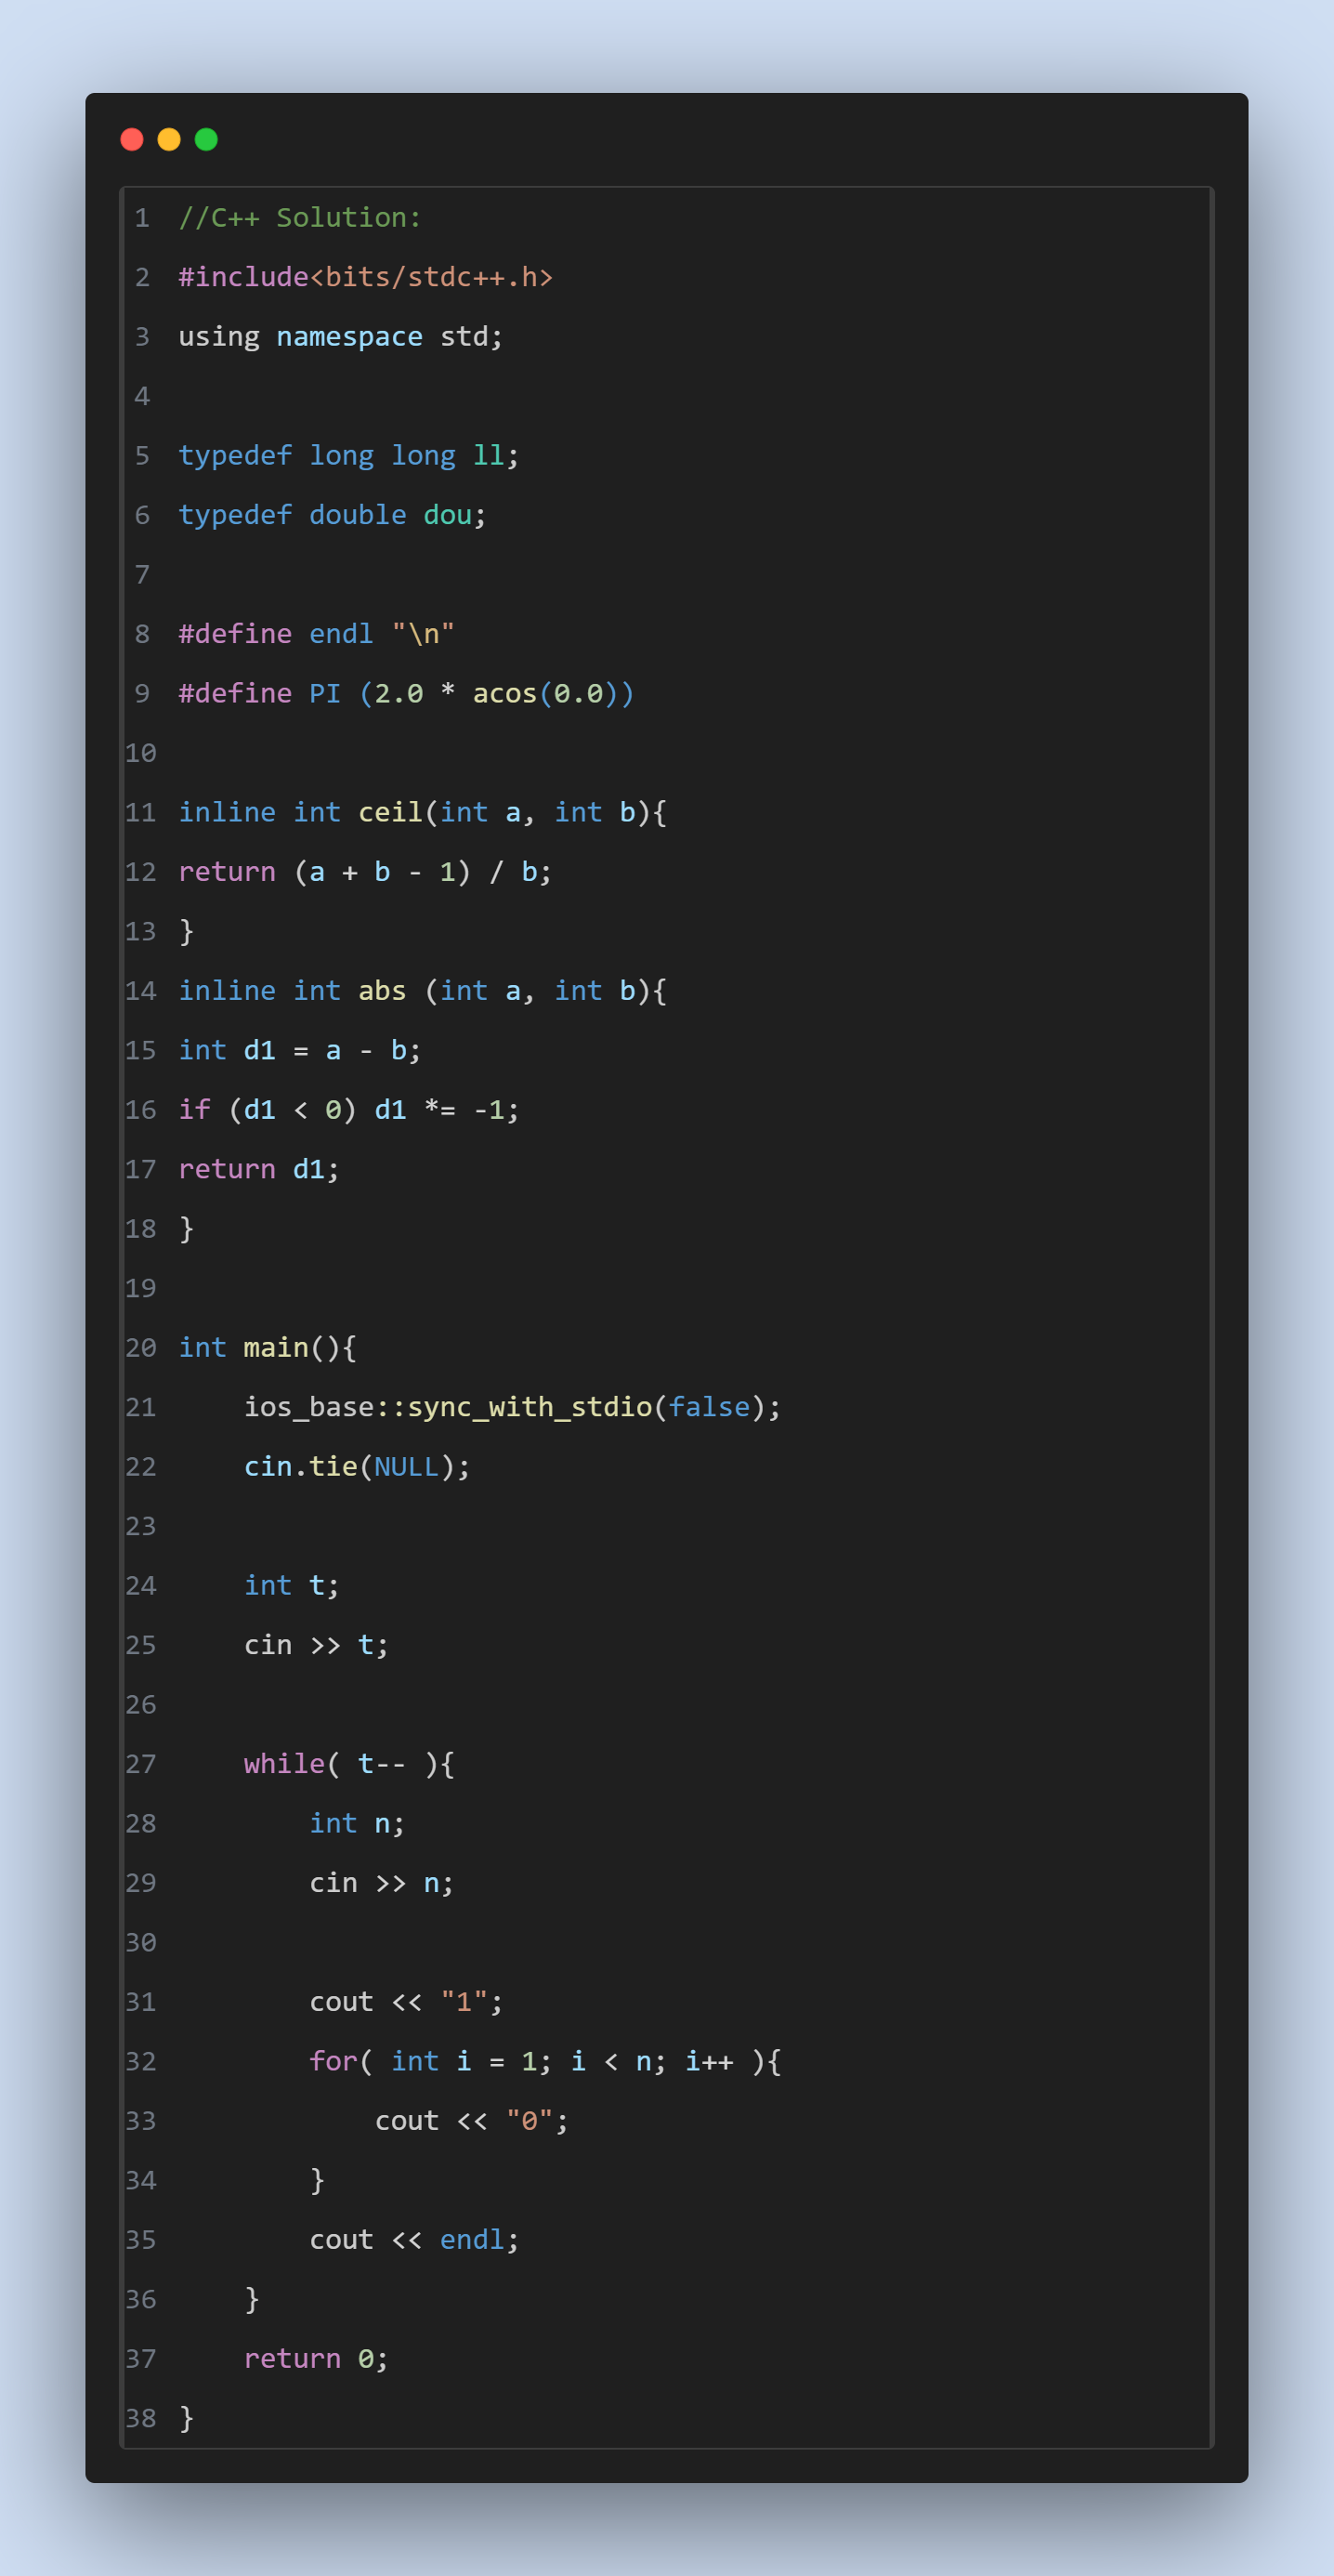 1 //C++ Solution:
2 #include<bits/stdc++.h>
3 using namespace std;
4
5 typedef long long ll;
6 typedef double dou;
7
8 #define endl "\n"
9 #define PI (2.0 * acos(0.0))
10
11 inline int ceil(int a, int b){
12 return (a + b - 1) / b;
13 }
14 inline int abs (int a, int b){
15 int d1 = a - b;
16 if (d1 < 0) d1 *= -1;
17 return d1;
18 }
19
20 int main(){
21     ios_base::sync_with_stdio(false);
22     cin.tie(NULL);
23
24     int t;
25     cin >> t;
26
27     while( t-- ){
28         int n;
29         cin >> n;
30
31         cout << "1";
32         for( int i = 1; i < n; i++ ){
33             cout << "0";
34         }
35         cout << endl;
36     }
37     return 0;
38 }